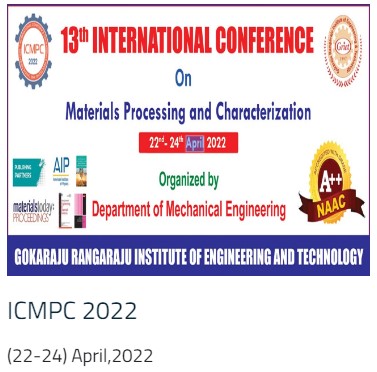 13th INTERNATIONAL CONFERENCE
On
Materials Processing and Characterization
22nd- 24th April 2022
Organized by
Department of Mechanical Engineering
ICMPC
2022
Griet
PUBLISHING
PARTNERS
AIP
materialstoday:
PROCEEDINGS
A++
NAAC
GOKARAJU RANGARAJU INSTITUTE OF ENGINEERING AND TECHNOLOGY
ICMPC 2022
(22-24) April,2022